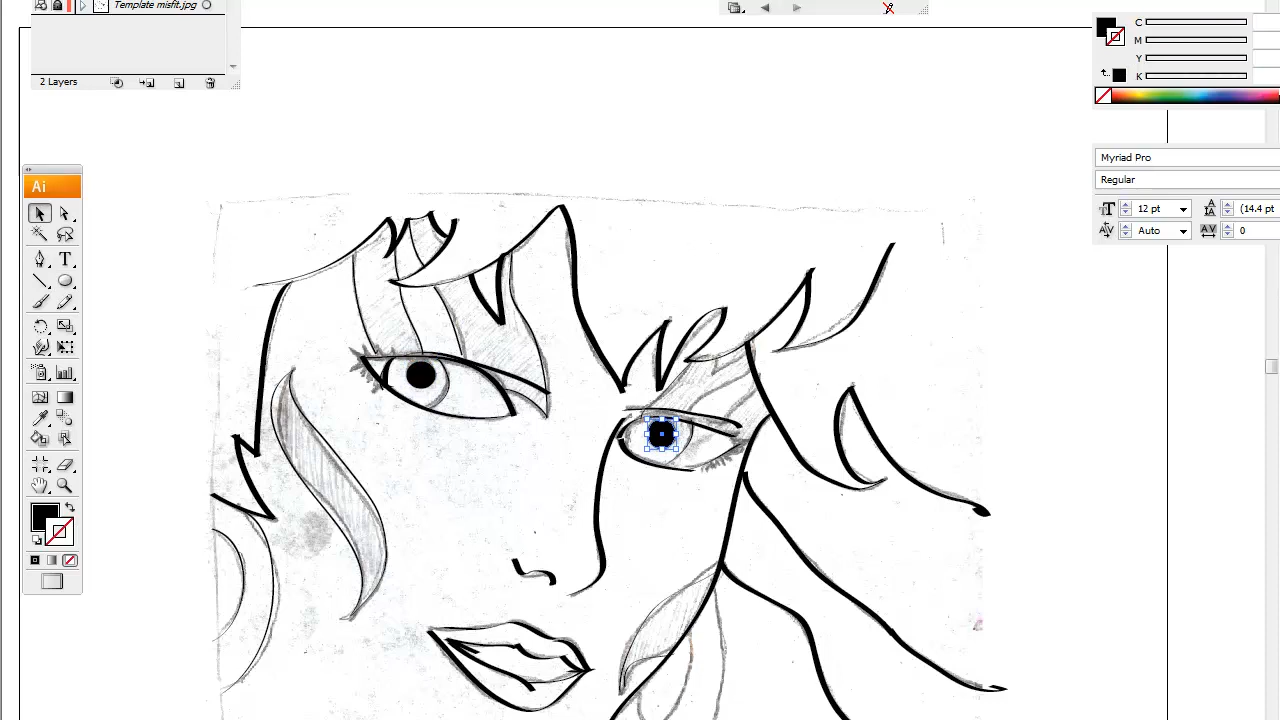 Template misfit.jpg
2 Layers
C
M
Y
K
Ai
Myriad Pro
Regular
12 pt
(14.4 pt
Auto
0